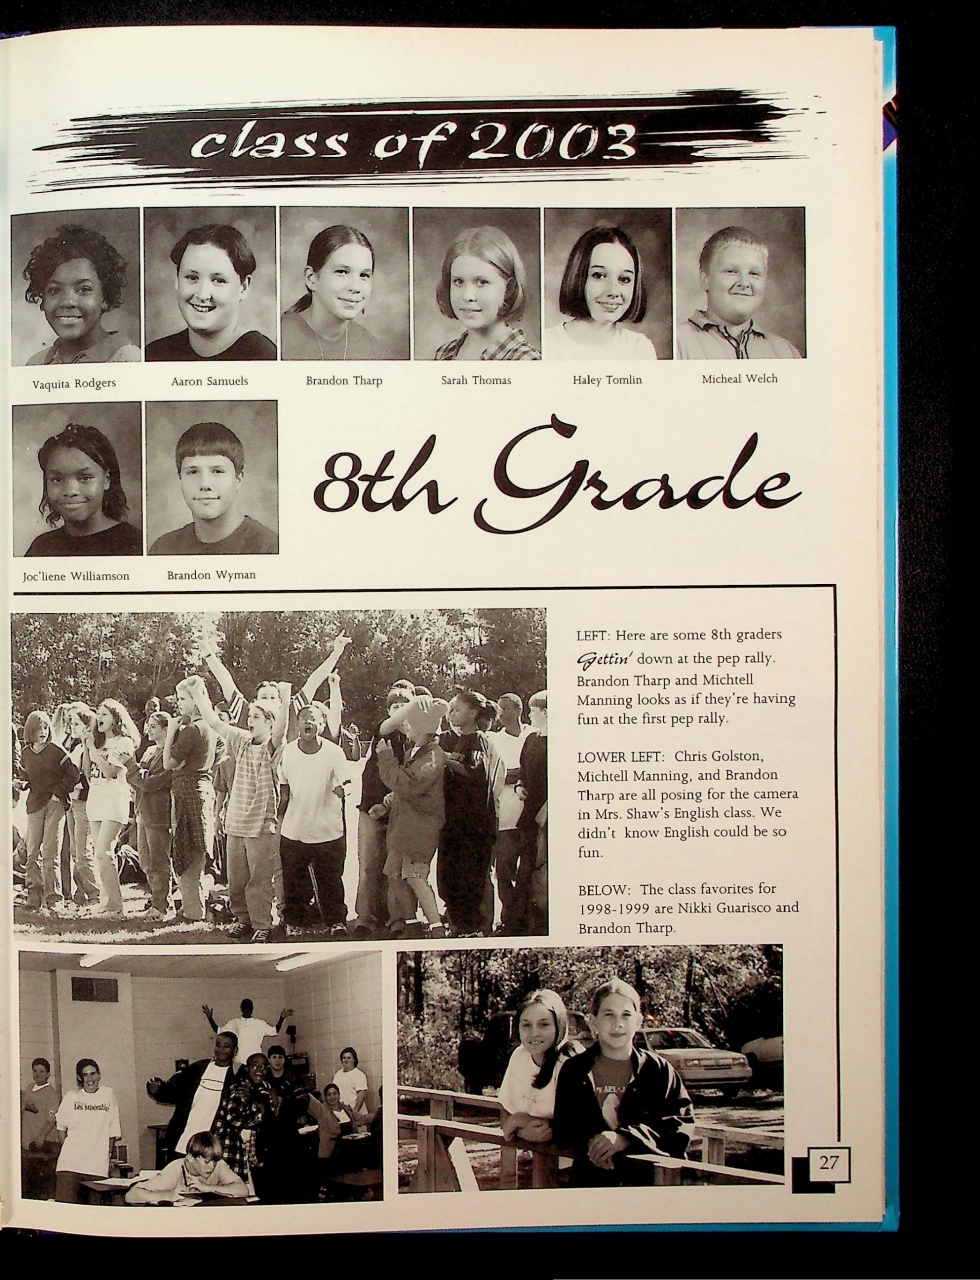 class of 2003
Vaquita Rodgers
Aaron Samuels
Brandon Tharp
Sarah Thomas
Haley Tomlin
Micheal Welch
8th Grade
Joc'liene Williamson
Brandon Wyman
LEFT: Here are some 8th graders
Gettin' down at the pep rally.
Brandon Tharp and Michtell
Manning looks as if they're having
fun at the first pep rally.
LOWER LEFT: Chris Golston,
Michtell Manning, and Brandon
Tharp are all posing for the camera
in Mrs. Shaw's English class. We
didn't know English could be so
fun.
BELOW: The class favorites for
1998-1999 are Nikki Guarisco and
Brandon Tharp.
Les Misérables
27